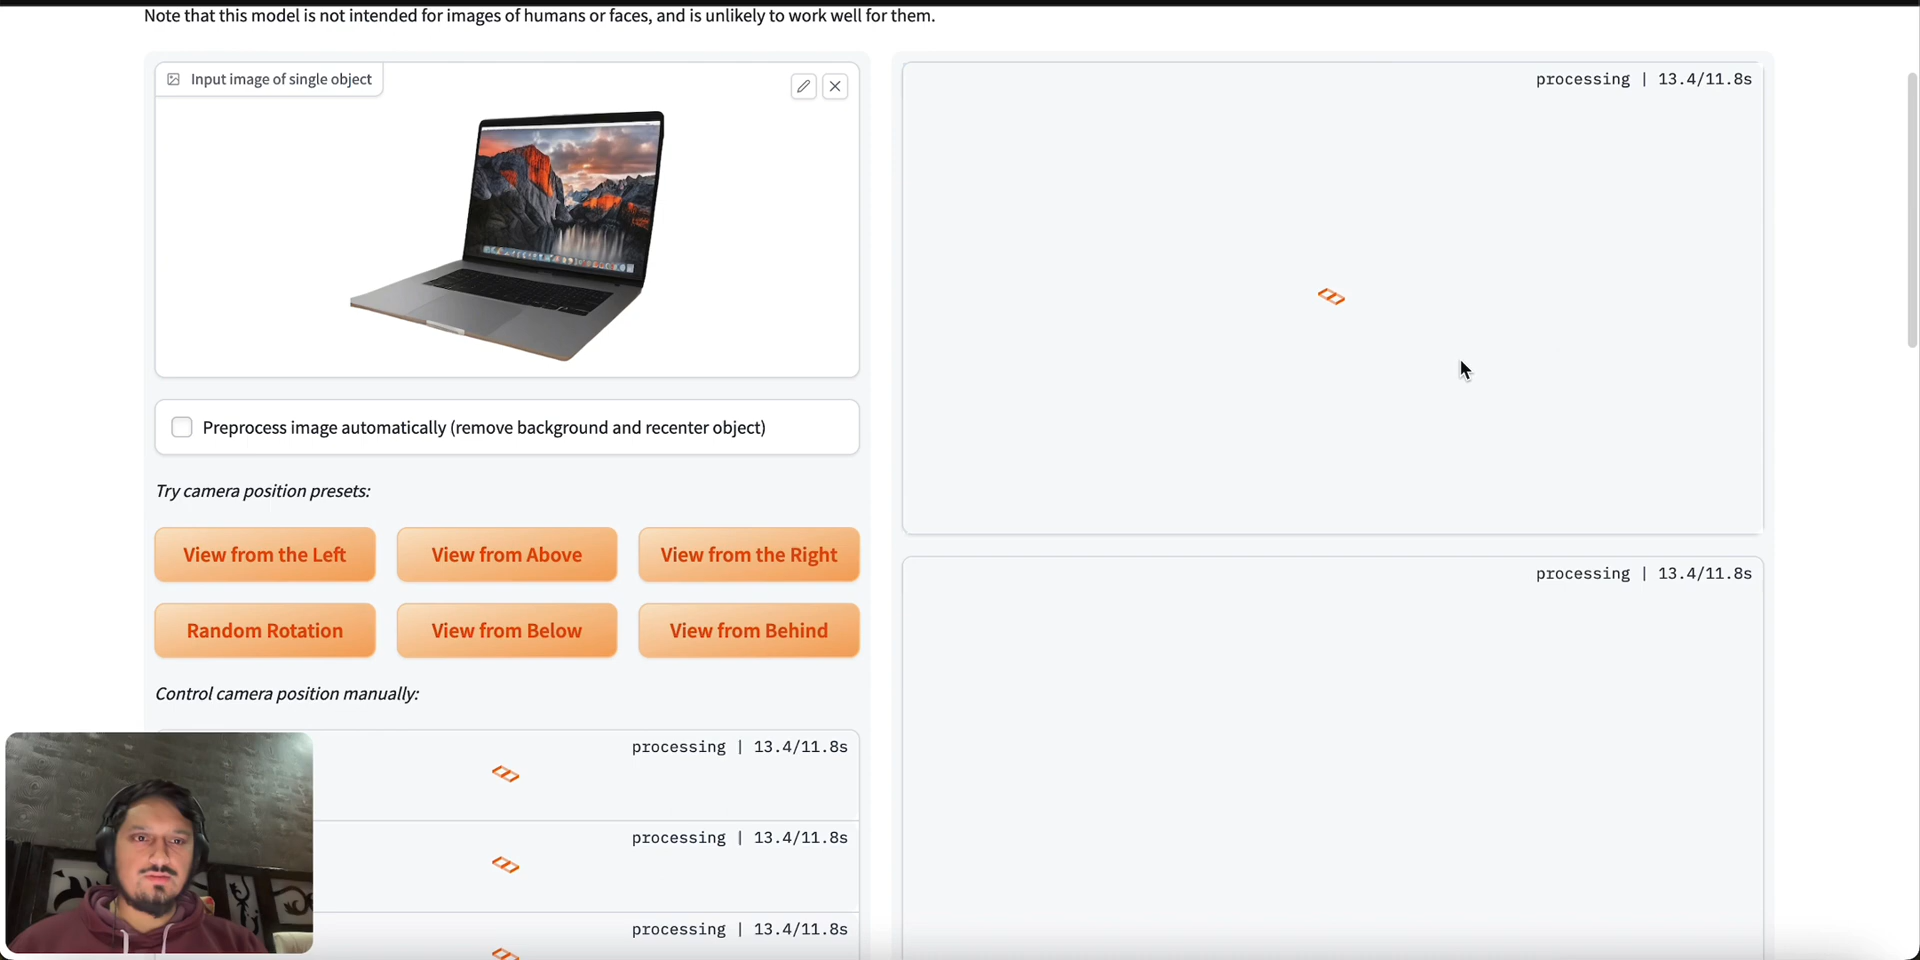 Note that this model is not intended for images of humans or faces, and is unlikely to work well for them.
Input image of single object
processing | 13.4/11.8s
Preprocess image automatically (remove background and recenter object)
Try camera position presets:
View from the Left
View from Above
View from the Right
processing | 13.4/11.8s
Random Rotation
View from Below
View from Behind
Control camera position manually:
processing | 13.4/11.8s
processing | 13.4/11.8s
processing | 13.4/11.8s